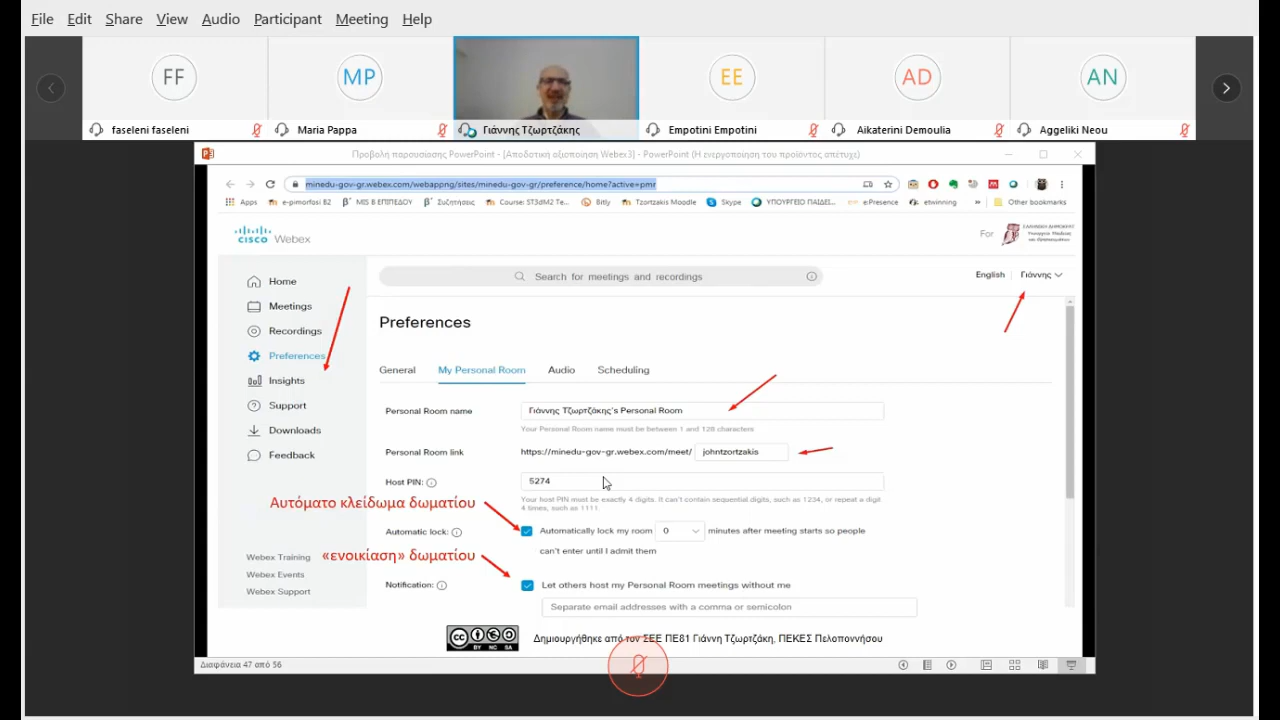 File Edit Share View Audio Participant Meeting Help
FF MP EE AD AN
faseleni faseleni Maria Pappa Γιάννης Τζωρτζάκης Empotini Empotini Aikaterini Demoulia Aggeliki Neou
Προβολή παρουσίασης PowerPoint - [Αποδοτική αξιοποίηση Webex3] - PowerPoint (Η ενεργοποίηση του προϊόντος απέτυχε)
minedu-gov-gr.webex.com/webappng/sites/minedu-gov-gr/preference/home?active=pmr
Apps e-pimorfosi B2 MIS Β ΕΠΙΠΕΔΟΥ Συζητήσεις Course: ST3dM2 Te... Bitly Tzortzakis Moodle Skype ΥΠΟΥΡΓΕΙΟ ΠΑΙΔΕΙ... e:Presence etwinning » Other bookmarks
CISCO Webex For
Search for meetings and recordings English Γιάννης
Home
Meetings
Recordings
Preferences
Insights
Support
Downloads
Feedback
Webex Training
Webex Events
Webex Support
Preferences
General My Personal Room Audio Scheduling
Personal Room name Γιάννης Τζωρτζάκης's Personal Room
Your Personal Room name must be between 1 and 128 characters
Personal Room link https://minedu-gov-gr.webex.com/meet/ johntzortzakis
Host PIN: 5274
Your host PIN must be exactly 4 digits. It can't contain sequential digits, such as 1234, or repeat a digit
4 times, such as 1111.
Αυτόματο κλείδωμα δωματίου
Automatic lock: Automatically lock my room 0 minutes after meeting starts so people
can't enter until I admit them
«ενοικίαση» δωματίου
Notification: Let others host my Personal Room meetings without me
Separate email addresses with a comma or semicolon
CC BY NC SA Δημιουργήθηκε από τον ΣΕΕ ΠΕ81 Γιάννη Τζωρτζάκη, ΠΕΚΕΣ Πελοποννήσου
Διαφάνεια 47 από 56